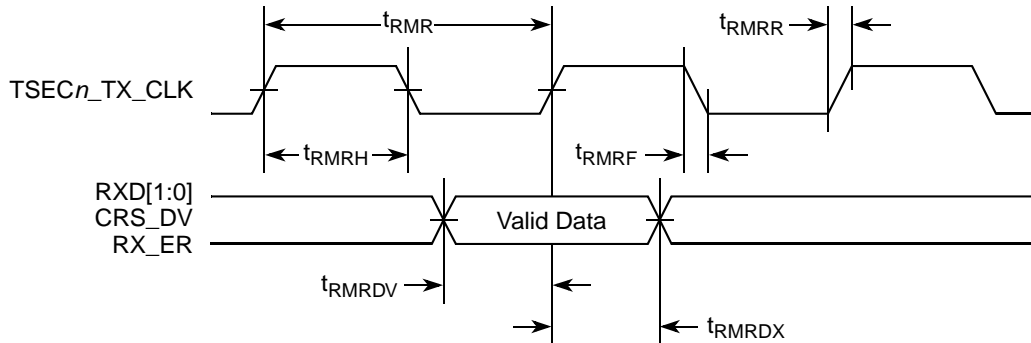 tRMR
tRMRR
TSECn_TX_CLK
tRMRH
tRMRF
RXD[1:0]
CRS_DV
RX_ER
Valid Data
tRMRDV
tRMRDX